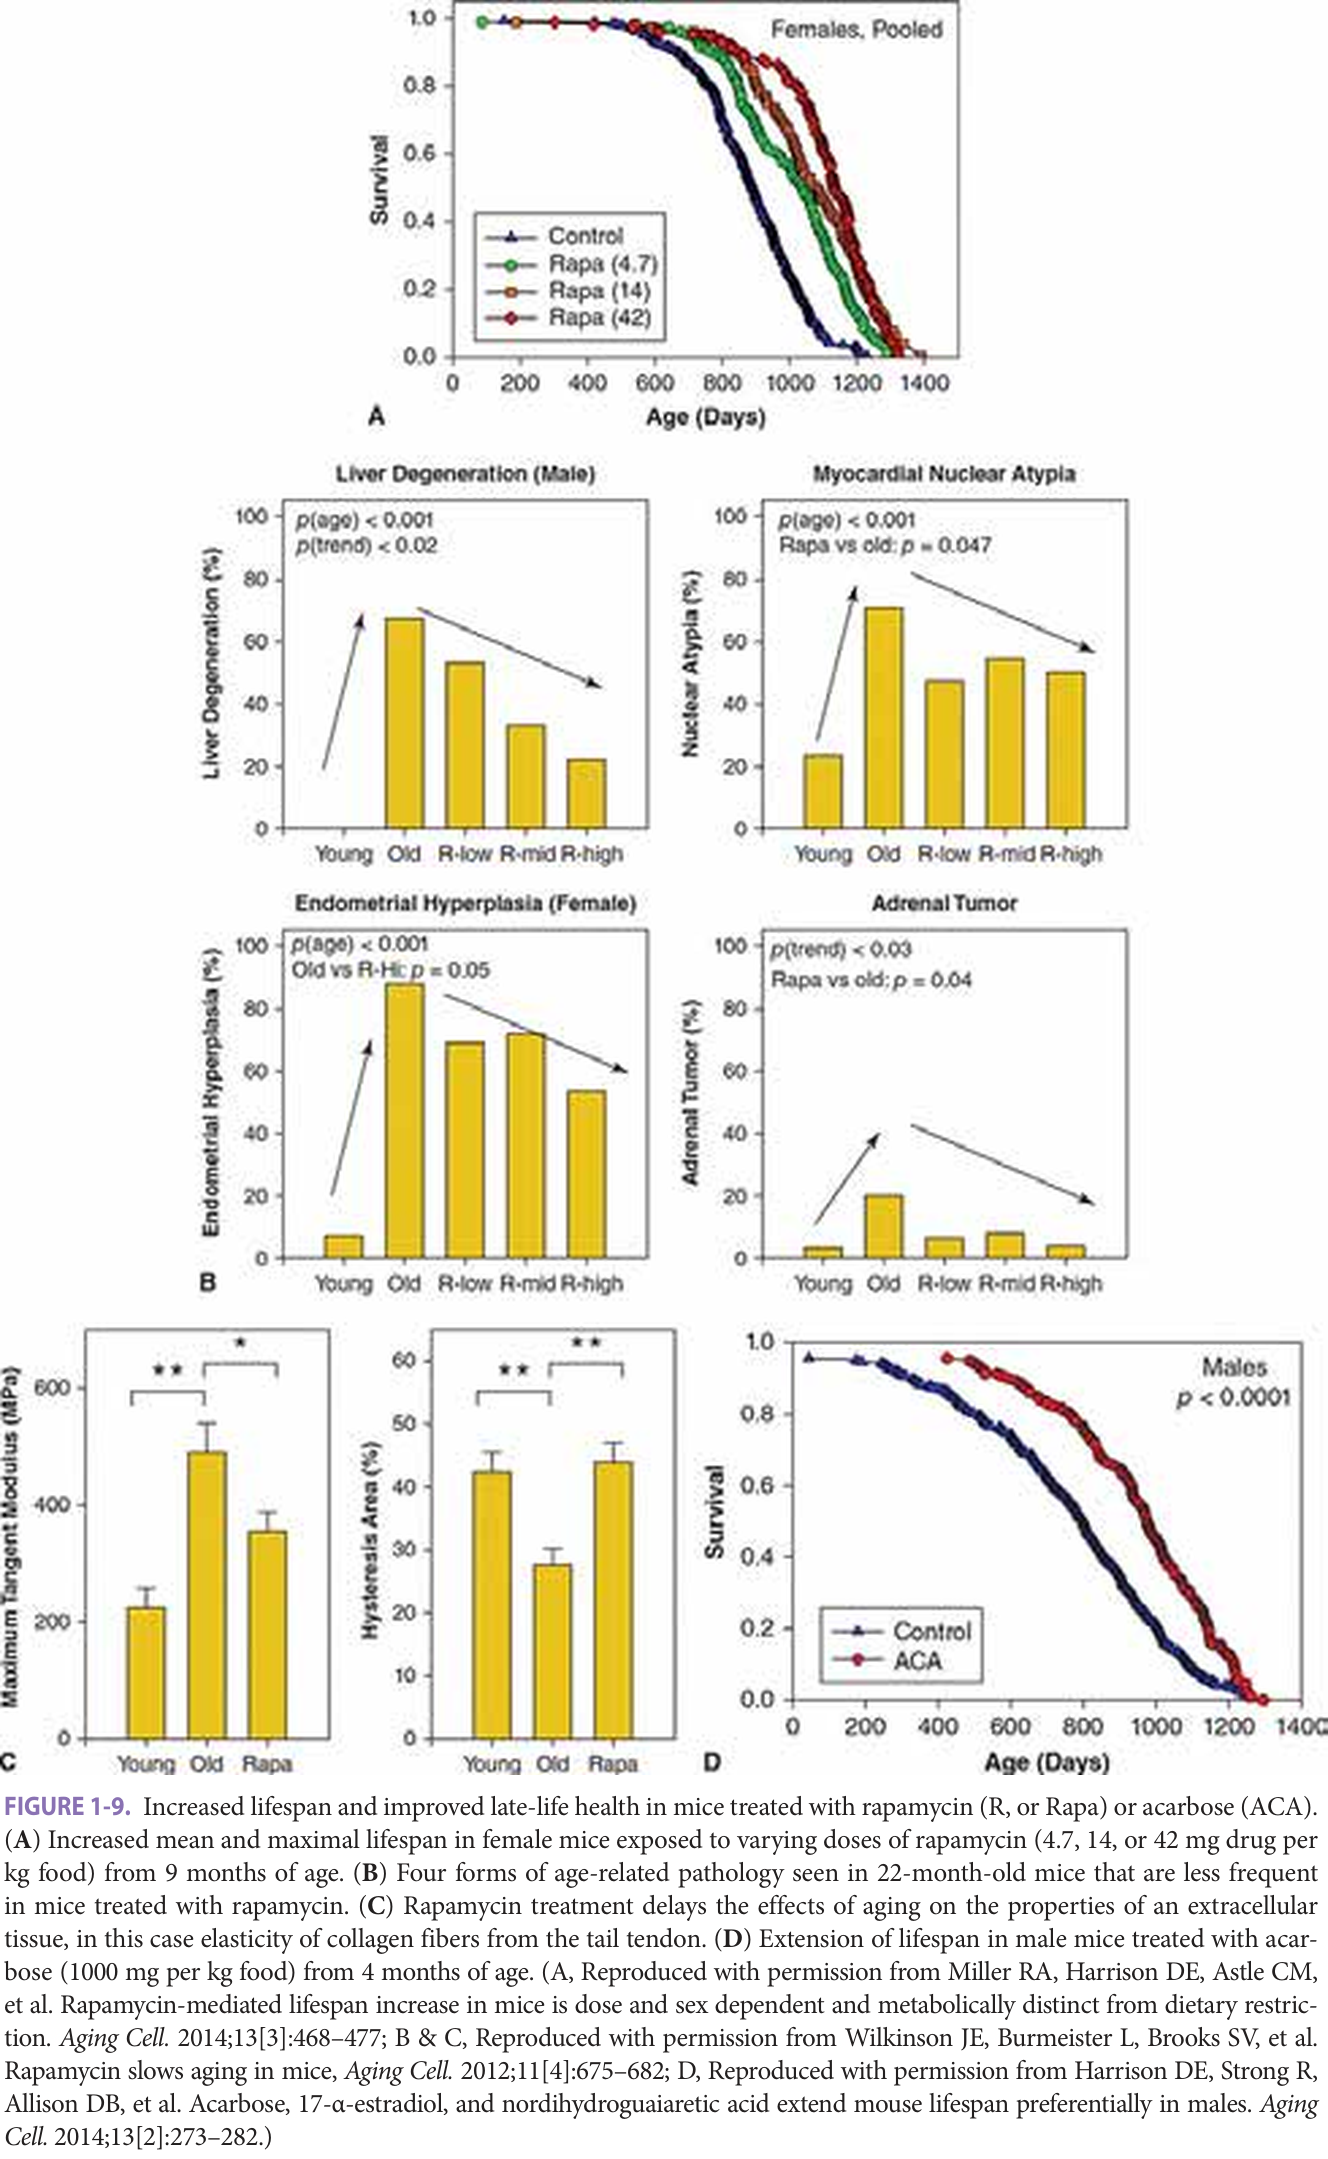 1.0
0.8
0.6
0.4
0.2
0.0
Survival
Females, Pooled
Control
Rapa (4.7)
Rapa (14)
Rapa (42)
0 200 400 600 800 1000 1200 1400
A
Age (Days)
Liver Degeneration (Male)
p(age) < 0.001
p(trend) < 0.02
Liver Degeneration (%)
100
80
60
40
20
0
Young Old R-low R-mid R-high
Myocardial Nuclear Atypia
p(age) < 0.001
Rapa vs old: p = 0.047
Nuclear Atypia (%)
100
80
60
40
20
0
Young Old R-low R-mid R-high
Endometrial Hyperplasia (Female)
p(age) < 0.001
Old vs R-Hi: p = 0.05
Endometrial Hyperplasia (%)
100
80
60
40
20
0
Young Old R-low R-mid R-high
B
Adrenal Tumor
p(trend) < 0.03
Rapa vs old: p = 0.04
Adrenal Tumor (%)
100
80
60
40
20
0
Young Old R-low R-mid R-high
Maximum Tangent Modulus (MPa)
600
400
200
0
**
*
Young Old Rapa
C
Hysteresis Area (%)
60
50
40
30
20
10
0
**
**
Young Old Rapa
Survival
1.0
0.8
0.6
0.4
0.2
0.0
Males
p < 0.0001
Control
ACA
0 200 400 600 800 1000 1200 1400
D
Age (Days)
FIGURE 1-9. Increased lifespan and improved late-life health in mice treated with rapamycin (R, or Rapa) or acarbose (ACA).
(A) Increased mean and maximal lifespan in female mice exposed to varying doses of rapamycin (4.7, 14, or 42 mg drug per
kg food) from 9 months of age. (B) Four forms of age-related pathology seen in 22-month-old mice that are less frequent
in mice treated with rapamycin. (C) Rapamycin treatment delays the effects of aging on the properties of an extracellular
tissue, in this case elasticity of collagen fibers from the tail tendon. (D) Extension of lifespan in male mice treated with acar-
bose (1000 mg per kg food) from 4 months of age. (A, Reproduced with permission from Miller RA, Harrison DE, Astle CM,
et al. Rapamycin-mediated lifespan increase in mice is dose and sex dependent and metabolically distinct from dietary restric-
tion. Aging Cell. 2014;13[3]:468–477; B & C, Reproduced with permission from Wilkinson JE, Burmeister L, Brooks SV, et al.
Rapamycin slows aging in mice, Aging Cell. 2012;11[4]:675–682; D, Reproduced with permission from Harrison DE, Strong R,
Allison DB, et al. Acarbose, 17-α-estradiol, and nordihydroguaiaretic acid extend mouse lifespan preferentially in males. Aging
Cell. 2014;13[2]:273–282.)